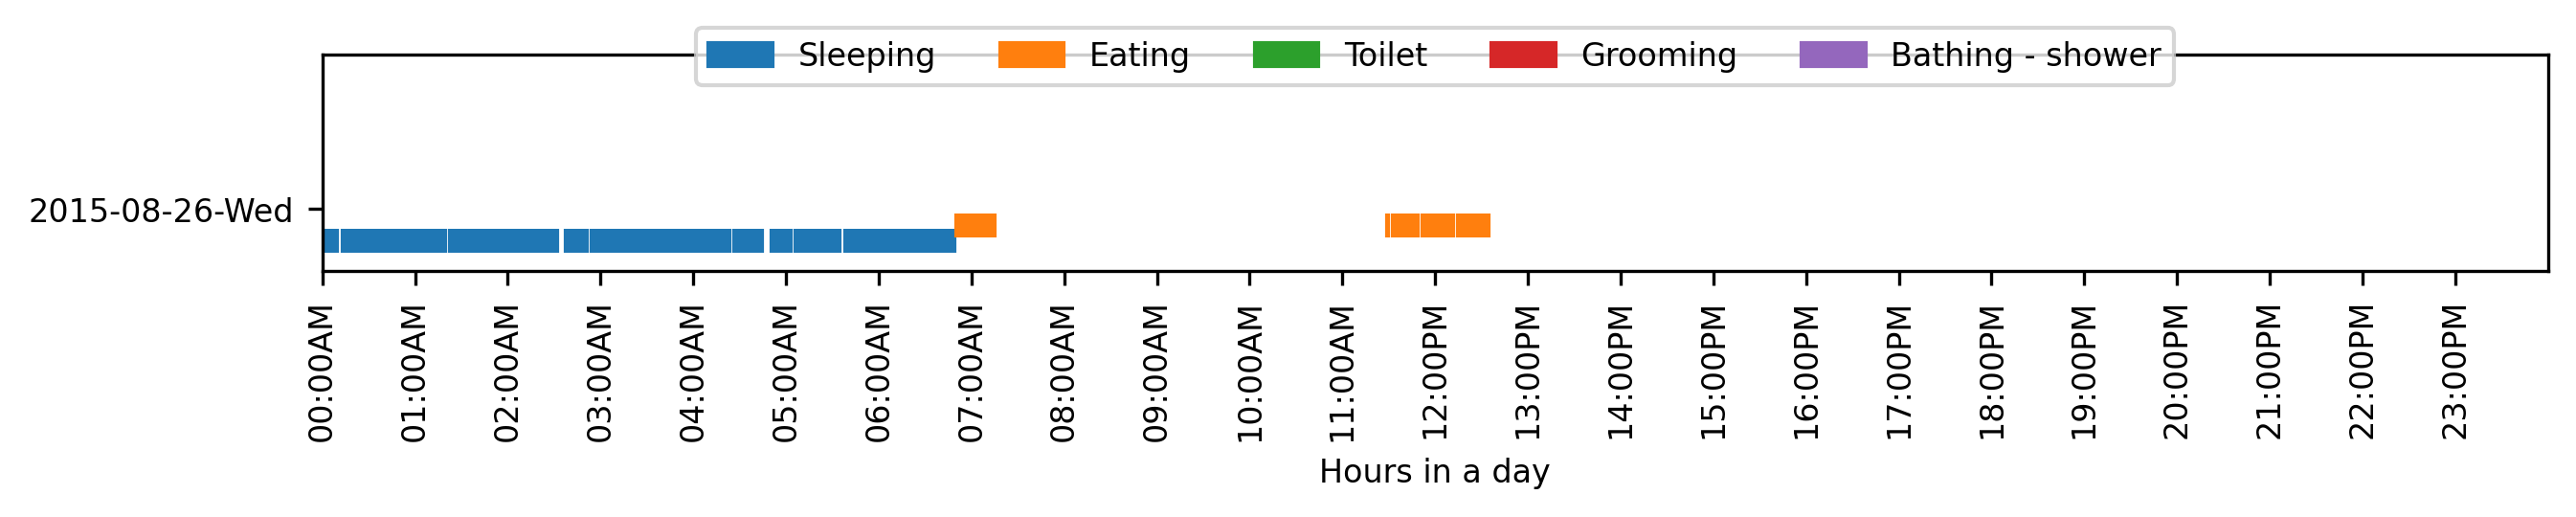 Sleeping Eating Toilet Grooming Bathing - shower
2015-08-26-Wed
00:00AM
01:00AM
02:00AM
03:00AM
04:00AM
05:00AM
06:00AM
07:00AM
08:00AM
09:00AM
10:00AM
11:00AM
12:00PM
13:00PM
14:00PM
15:00PM
16:00PM
17:00PM
18:00PM
19:00PM
20:00PM
21:00PM
22:00PM
23:00PM
Hours in a day